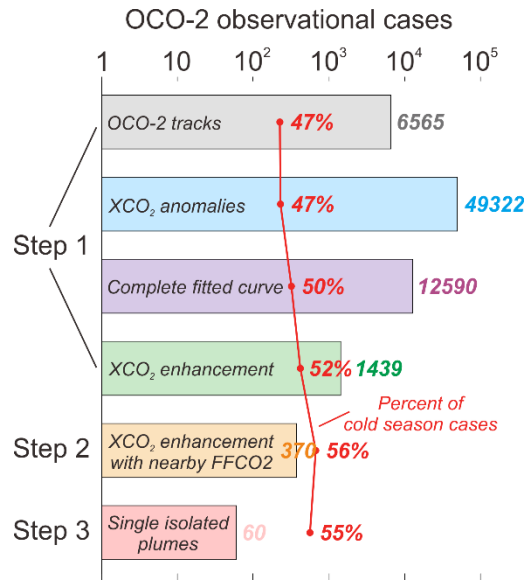 OCO-2 observational cases
1 10 10² 10³ 10⁴ 10⁵
OCO-2 tracks 47% 6565
XCO₂ anomalies 47% 49322
Step 1
Complete fitted curve 50% 12590
XCO₂ enhancement 52% 1439
Percent of
cold season cases
Step 2
XCO₂ enhancement
with nearby FFCO2
370 56%
Step 3
Single isolated
plumes
60 55%